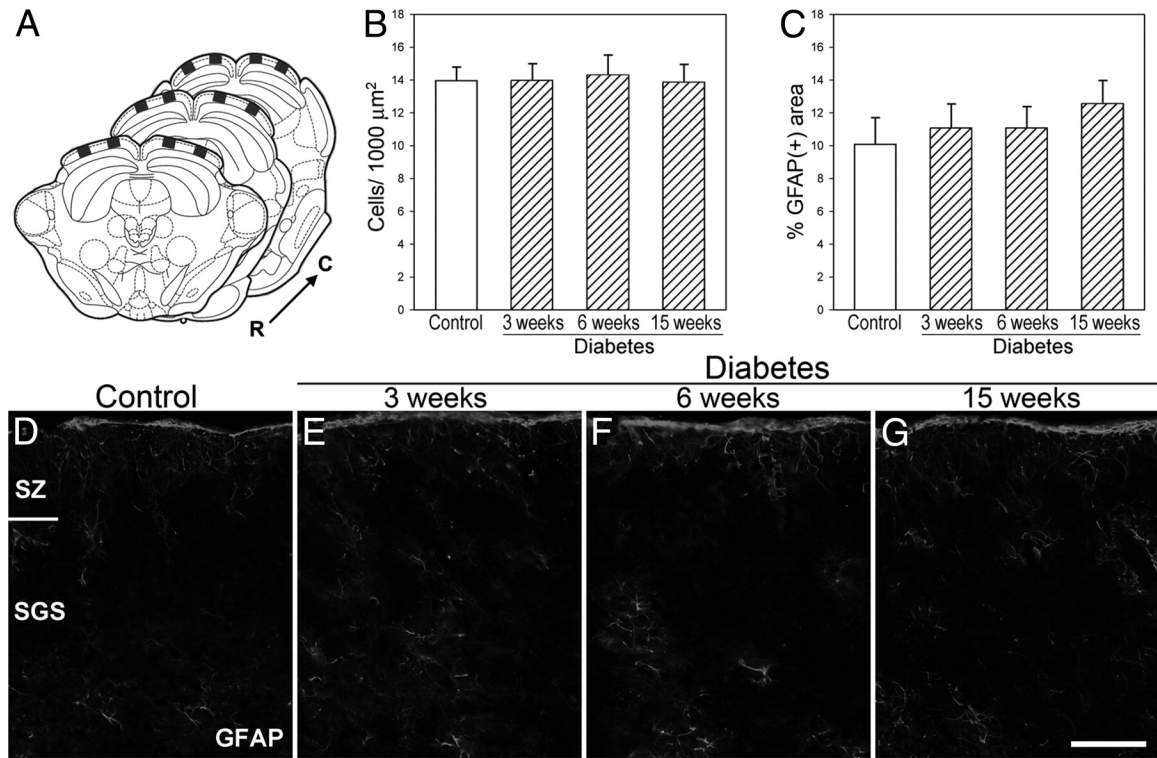 A
C
R
B
Cells/ 1000 µm²
18
16
14
12
10
8
6
4
2
0
Control
3 weeks
6 weeks
15 weeks
Diabetes
C
% GFAP(+) area
18
16
14
12
10
8
6
4
2
0
Control
3 weeks
6 weeks
15 weeks
Diabetes
Diabetes
Control
3 weeks
6 weeks
15 weeks
D
E
F
G
SZ
SGS
GFAP